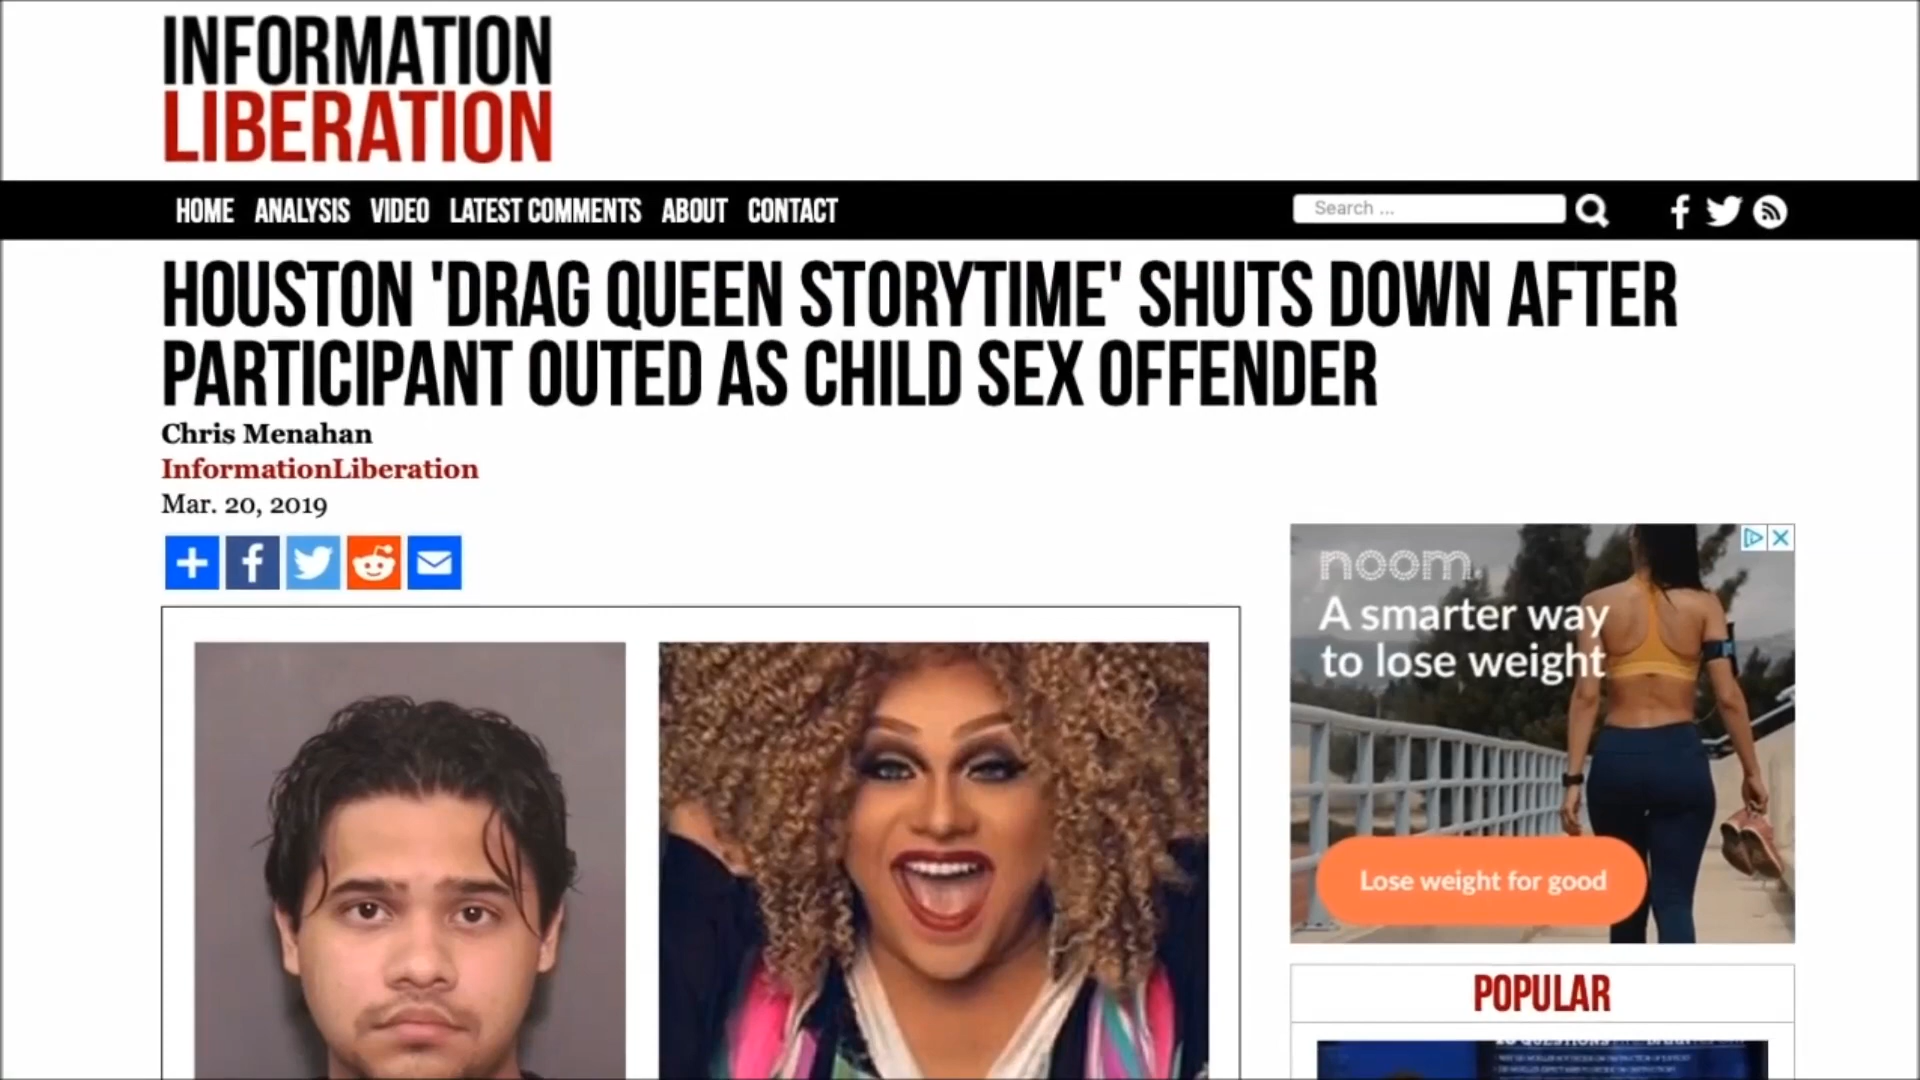 INFORMATION
LIBERATION
HOME ANALYSIS VIDEO LATEST COMMENTS ABOUT CONTACT
Search ...
HOUSTON 'DRAG QUEEN STORYTIME' SHUTS DOWN AFTER
PARTICIPANT OUTED AS CHILD SEX OFFENDER
Chris Menahan
InformationLiberation
Mar. 20, 2019
noom.
A smarter way
to lose weight
Lose weight for good
POPULAR